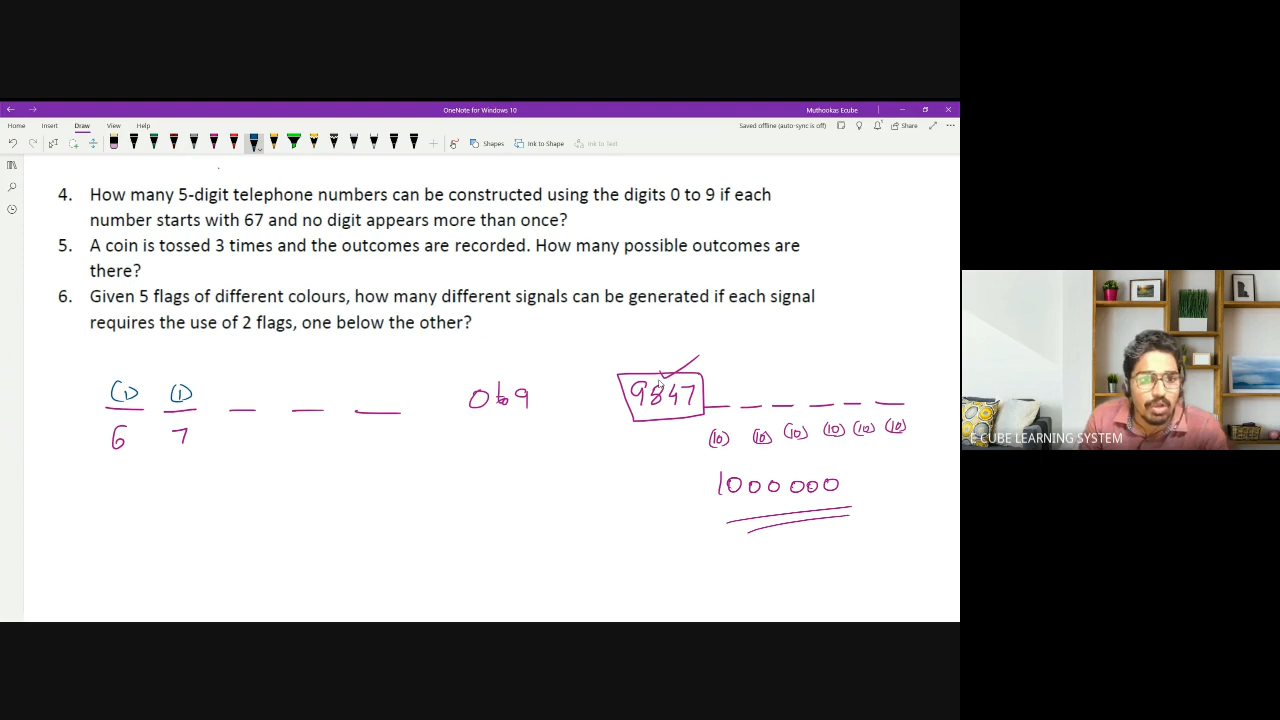 OneNote for Windows 10
Muthookas Ecube
Home Insert Draw View Help
Saved offline (auto-sync is off) Share
Shapes Ink to Shape Ink to Text
4. How many 5-digit telephone numbers can be constructed using the digits 0 to 9 if each
number starts with 67 and no digit appears more than once?
5. A coin is tossed 3 times and the outcomes are recorded. How many possible outcomes are
there?
6. Given 5 flags of different colours, how many different signals can be generated if each signal
requires the use of 2 flags, one below the other?
(1) (1)
6 7
0 to 9
9847
(10) (10) (10) (10) (10) (10)
1000000
E CUBE LEARNING SYSTEM